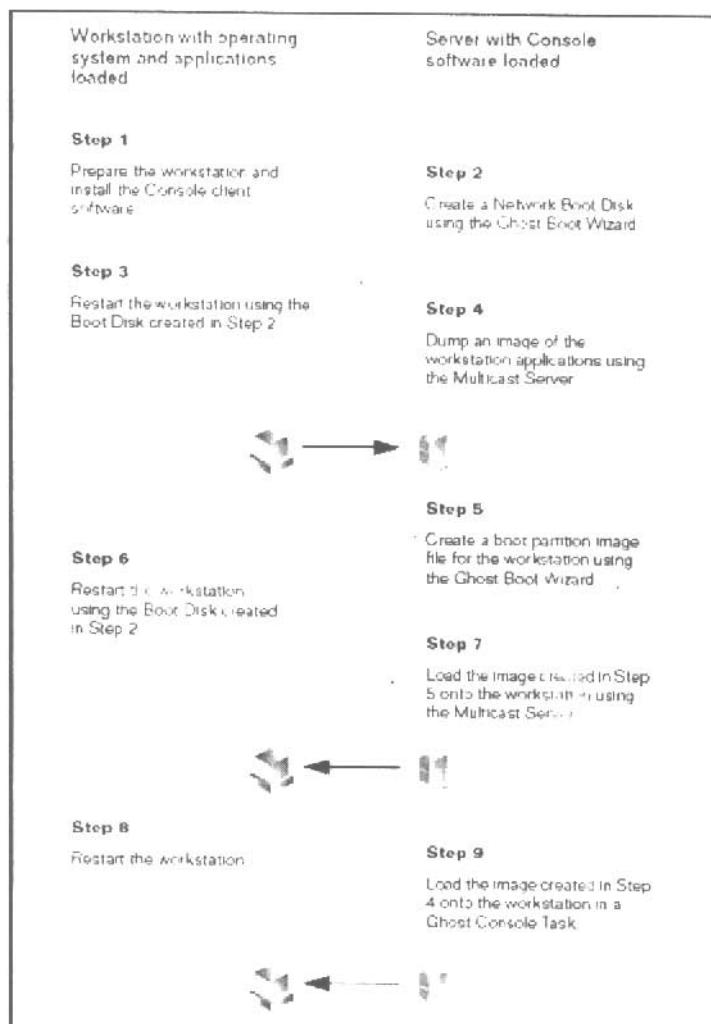 Workstation with operating
system and applications
loaded
Server with Console
software loaded
Step 1
Prepare the workstation and
install the Console client
software
Step 2
Create a Network Boot Disk
using the Ghost Boot Wizard
Step 3
Restart the workstation using the
Boot Disk created in Step 2
Step 4
Dump an image of the
workstation applications using
the Multicast Server
Step 5
Create a boot partition image
file for the workstation using
the Ghost Boot Wizard
Step 6
Restart the workstation
using the Boot Disk created
in Step 2
Step 7
Load the image created in Step
5 onto the workstation using
the Multicast Server
Step 8
Restart the workstation
Step 9
Load the image created in Step
4 onto the workstation in a
Ghost Console Task